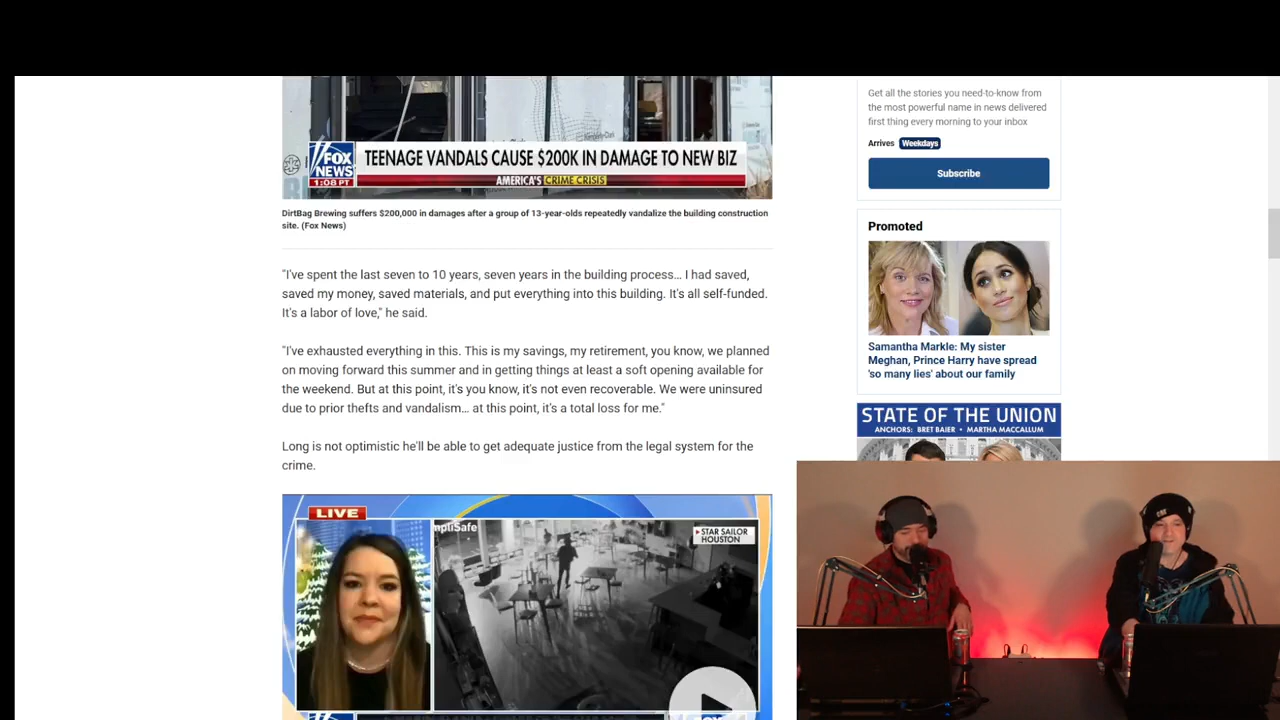 FOX
NEWS
1:08 PT
TEENAGE VANDALS CAUSE $200K IN DAMAGE TO NEW BIZ
AMERICA'S CRIME CRISIS
DirtBag Brewing suffers $200,000 in damages after a group of 13-year-olds repeatedly vandalize the building construction
site. (Fox News)
"I've spent the last seven to 10 years, seven years in the building process… I had saved,
saved my money, saved materials, and put everything into this building. It's all self-funded.
It's a labor of love," he said.
"I've exhausted everything in this. This is my savings, my retirement, you know, we planned
on moving forward this summer and in getting things at least a soft opening available for
the weekend. But at this point, it's you know, it's not even recoverable. We were uninsured
due to prior thefts and vandalism… at this point, it's a total loss for me."
Long is not optimistic he'll be able to get adequate justice from the legal system for the
crime.
LIVE
mpliSafe
STAR SAILOR
HOUSTON
Get all the stories you need-to-know from
the most powerful name in news delivered
first thing every morning to your inbox
Arrives Weekdays
Subscribe
Promoted
Samantha Markle: My sister
Meghan, Prince Harry have spread
'so many lies' about our family
STATE OF THE UNION
ANCHORS: BRET BAIER • MARTHA MACCALLUM